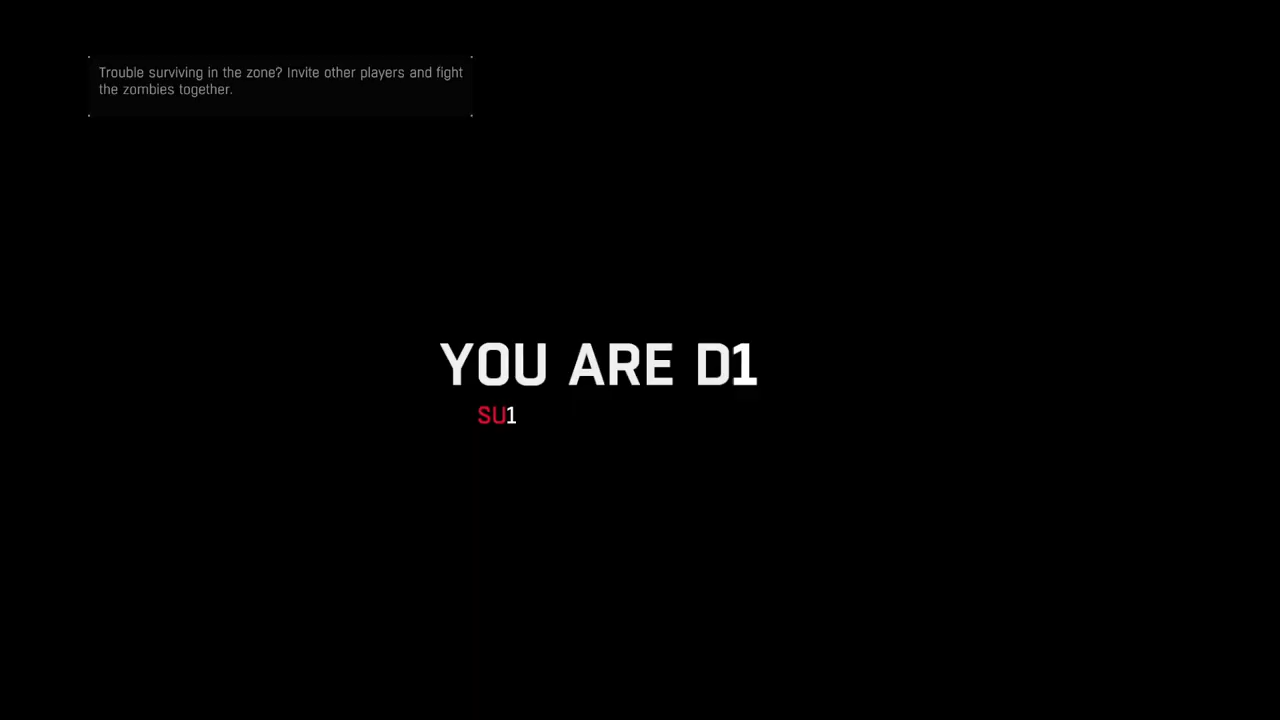 Trouble surviving in the zone? Invite other players and fight
the zombies together.
YOU ARE D1
SU1